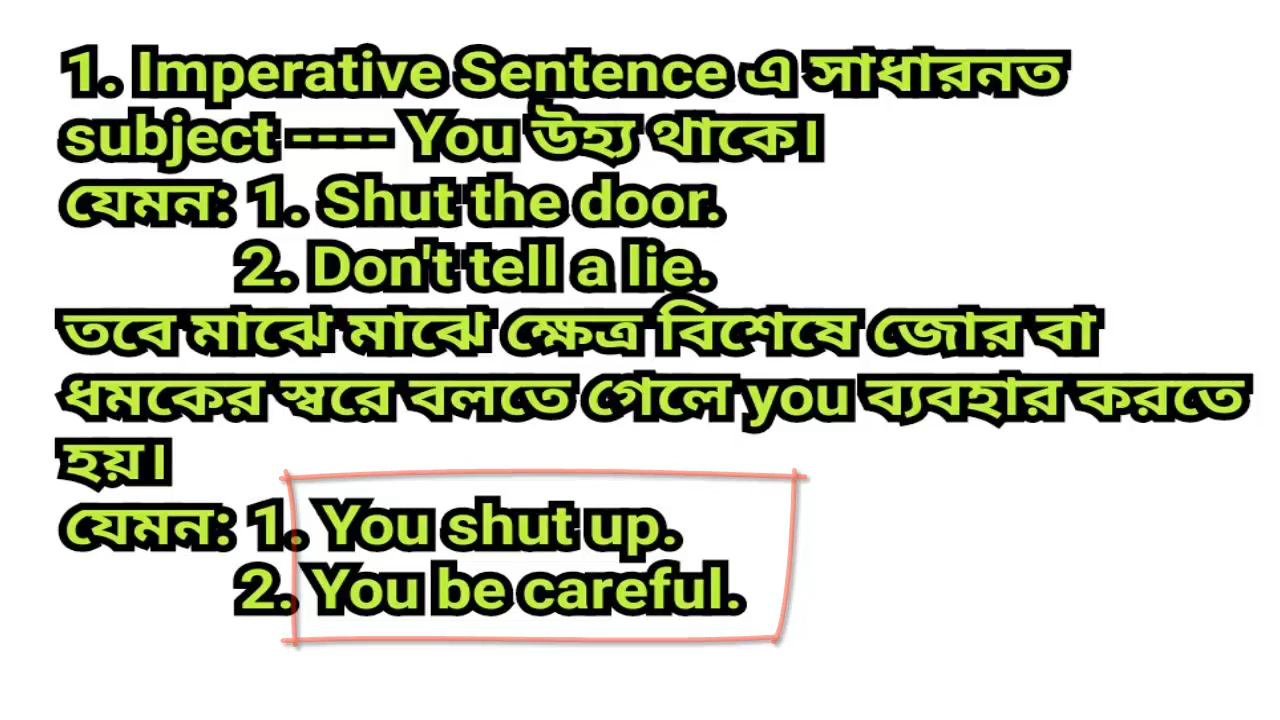 1. Imperative Sentence এ সাধারনত
subject ---- You উহ্য থাকে।
যেমন: 1. Shut the door.
2. Don't tell a lie.
তবে মাঝে মাঝে ক্ষেত্র বিশেষে জোর বা
ধমকের স্বরে বলতে গেলে you ব্যবহার করতে
হয়।
যেমন: 1. You shut up.
2. You be careful.